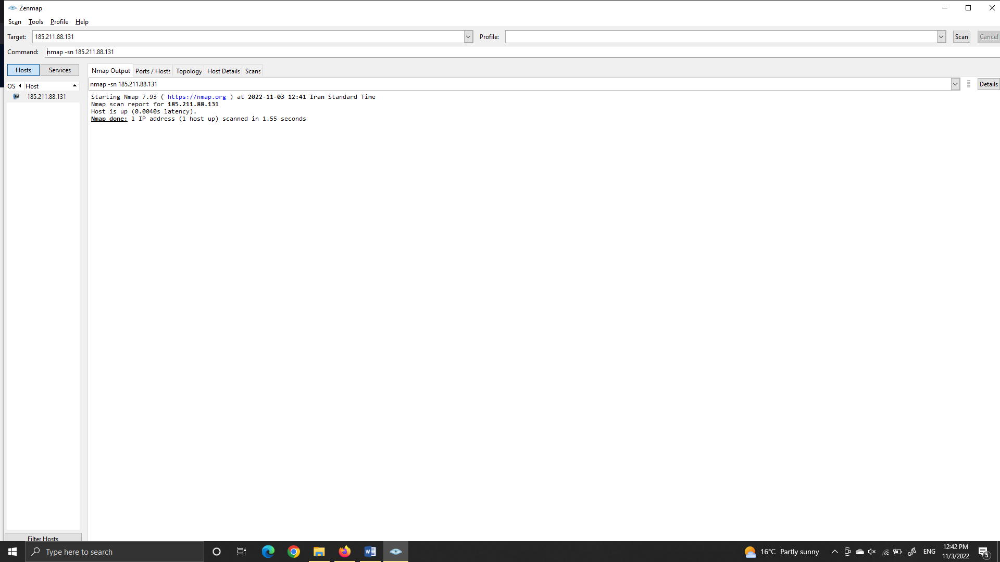 Zenmap
Scan Tools Profile Help
Target: 185.211.88.131 Profile: Scan Cancel
Command: nmap -sn 185.211.88.131
Hosts Services Nmap Output Ports / Hosts Topology Host Details Scans
OS Host nmap -sn 185.211.88.131 Details
185.211.88.131
Starting Nmap 7.93 ( https://nmap.org ) at 2022-11-03 12:41 Iran Standard Time
Nmap scan report for 185.211.88.131
Host is up (0.0040s latency).
Nmap done: 1 IP address (1 host up) scanned in 1.55 seconds
Filter Hosts
Type here to search 16°C Partly sunny ENG 12:42 PM
11/3/2022 5